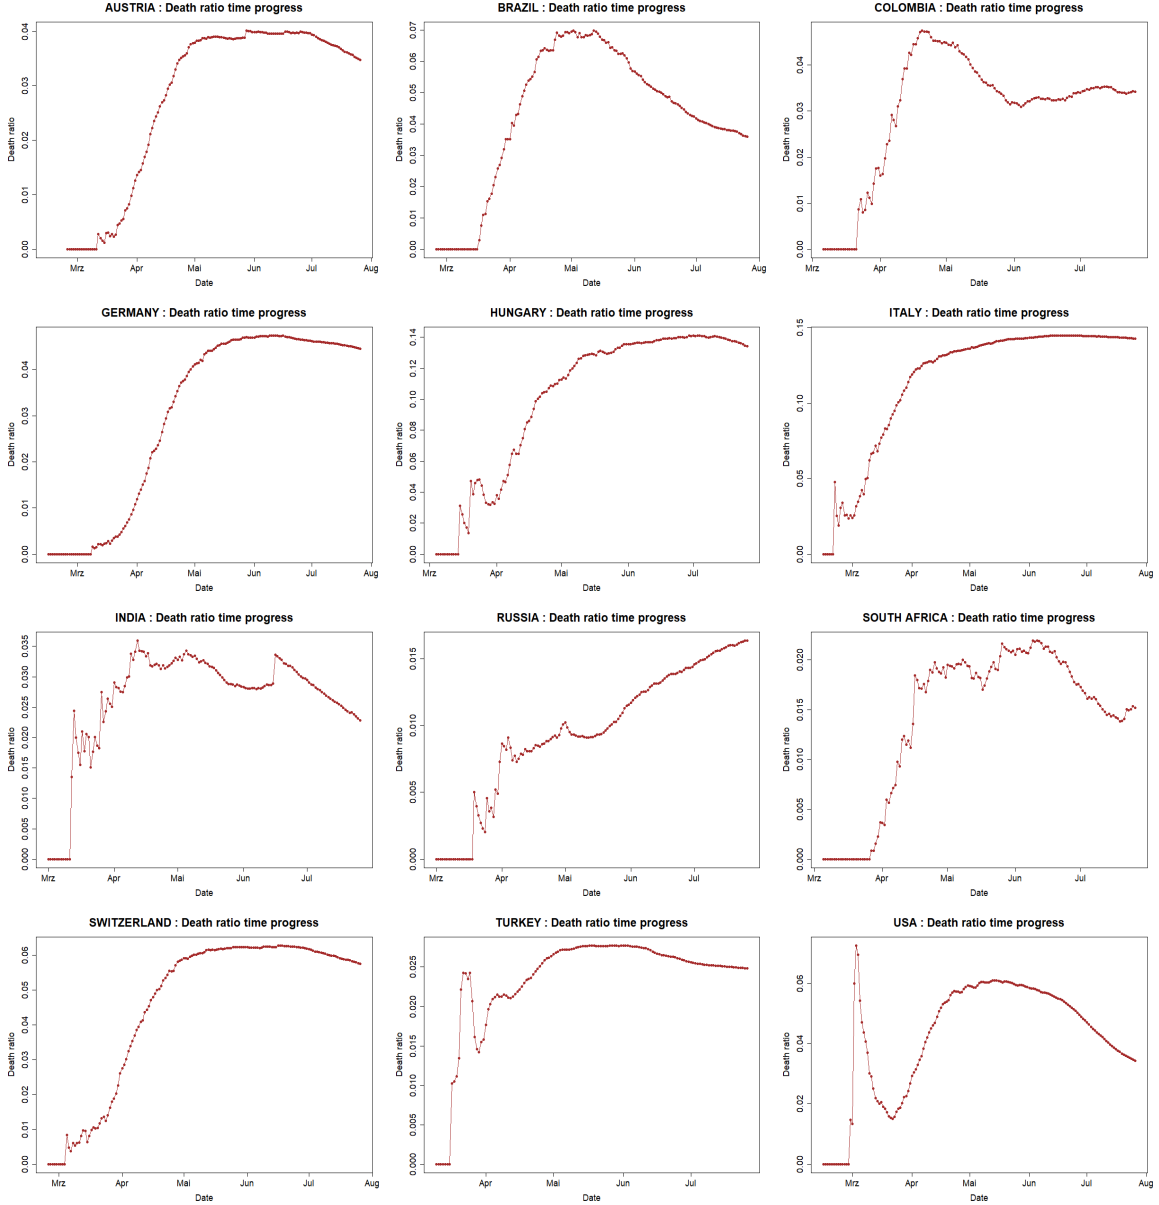 AUSTRIA : Death ratio time progress
Death ratio
0.00 0.01 0.02 0.03 0.04
Mrz Apr Mai Jun Jul Aug
Date
BRAZIL : Death ratio time progress
Death ratio
0.00 0.01 0.02 0.03 0.04 0.05 0.06 0.07
Mrz Apr Mai Jun Jul Aug
Date
COLOMBIA : Death ratio time progress
Death ratio
0.00 0.01 0.02 0.03 0.04
Mrz Apr Mai Jun Jul
Date
GERMANY : Death ratio time progress
Death ratio
0.00 0.01 0.02 0.03 0.04
Mrz Apr Mai Jun Jul Aug
Date
HUNGARY : Death ratio time progress
Death ratio
0.00 0.02 0.04 0.06 0.08 0.10 0.12 0.14
Mrz Apr Mai Jun Jul
Date
ITALY : Death ratio time progress
Death ratio
0.00 0.05 0.10 0.15
Mrz Apr Mai Jun Jul Aug
Date
INDIA : Death ratio time progress
Death ratio
0.000 0.005 0.010 0.015 0.020 0.025 0.030 0.035
Mrz Apr Mai Jun Jul
Date
RUSSIA : Death ratio time progress
Death ratio
0.000 0.005 0.010 0.015
Mrz Apr Mai Jun Jul
Date
SOUTH AFRICA : Death ratio time progress
Death ratio
0.000 0.005 0.010 0.015 0.020
Mrz Apr Mai Jun Jul
Date
SWITZERLAND : Death ratio time progress
Death ratio
0.00 0.01 0.02 0.03 0.04 0.05 0.06
Mrz Apr Mai Jun Jul Aug
Date
TURKEY : Death ratio time progress
Death ratio
0.000 0.005 0.010 0.015 0.020 0.025
Apr Mai Jun Jul
Date
USA : Death ratio time progress
Death ratio
0.00 0.02 0.04 0.06
Mrz Apr Mai Jun Jul Aug
Date